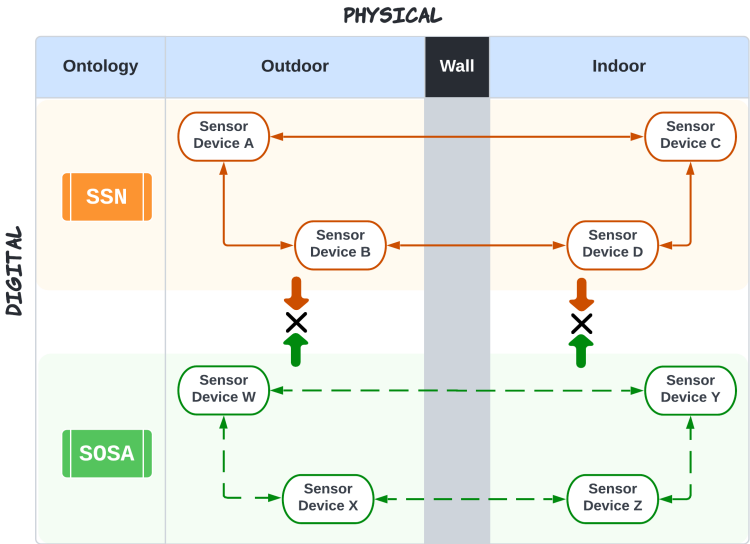 PHYSICAL
Ontology
Outdoor
Wall
Indoor
DIGITAL
SSN
Sensor
Device A
Sensor
Device C
Sensor
Device B
Sensor
Device D
SOSA
Sensor
Device W
Sensor
Device Y
Sensor
Device X
Sensor
Device Z